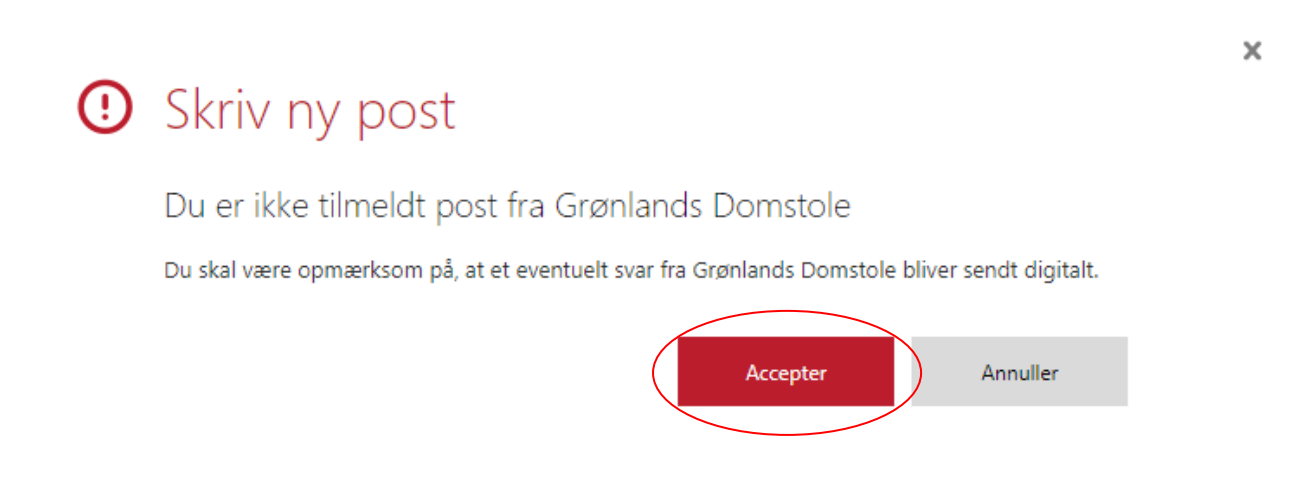 Skriv ny post
Du er ikke tilmeldt post fra Grønlands Domstole
Du skal være opmærksom på, at et eventuelt svar fra Grønlands Domstole bliver sendt digitalt.
Accepter
Annuller